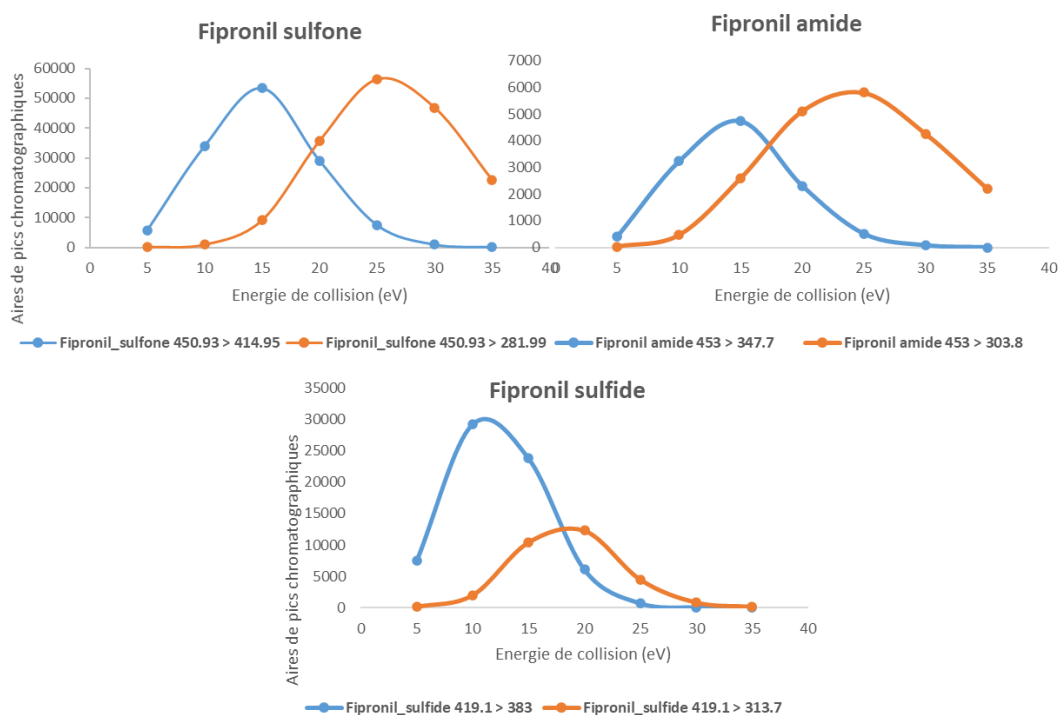 Fipronil sulfone
Aires de pics chromatographiques
60000
50000
40000
30000
20000
10000
0
0 5 10 15 20 25 30 35 40
Energie de collision (eV)
Fipronil_sulfone 450.93 > 414.95 Fipronil_sulfone 450.93 > 281.99
Fipronil amide
7000
6000
5000
4000
3000
2000
1000
0
0 5 10 15 20 25 30 35 40
Energie de collision (eV)
Fipronil amide 453 > 347.7 Fipronil amide 453 > 303.8
Fipronil sulfide
Aires de pics chromatographiques
35000
30000
25000
20000
15000
10000
5000
0
0 5 10 15 20 25 30 35 40
Energie de collision (eV)
Fipronil_sulfide 419.1 > 383 Fipronil_sulfide 419.1 > 313.7